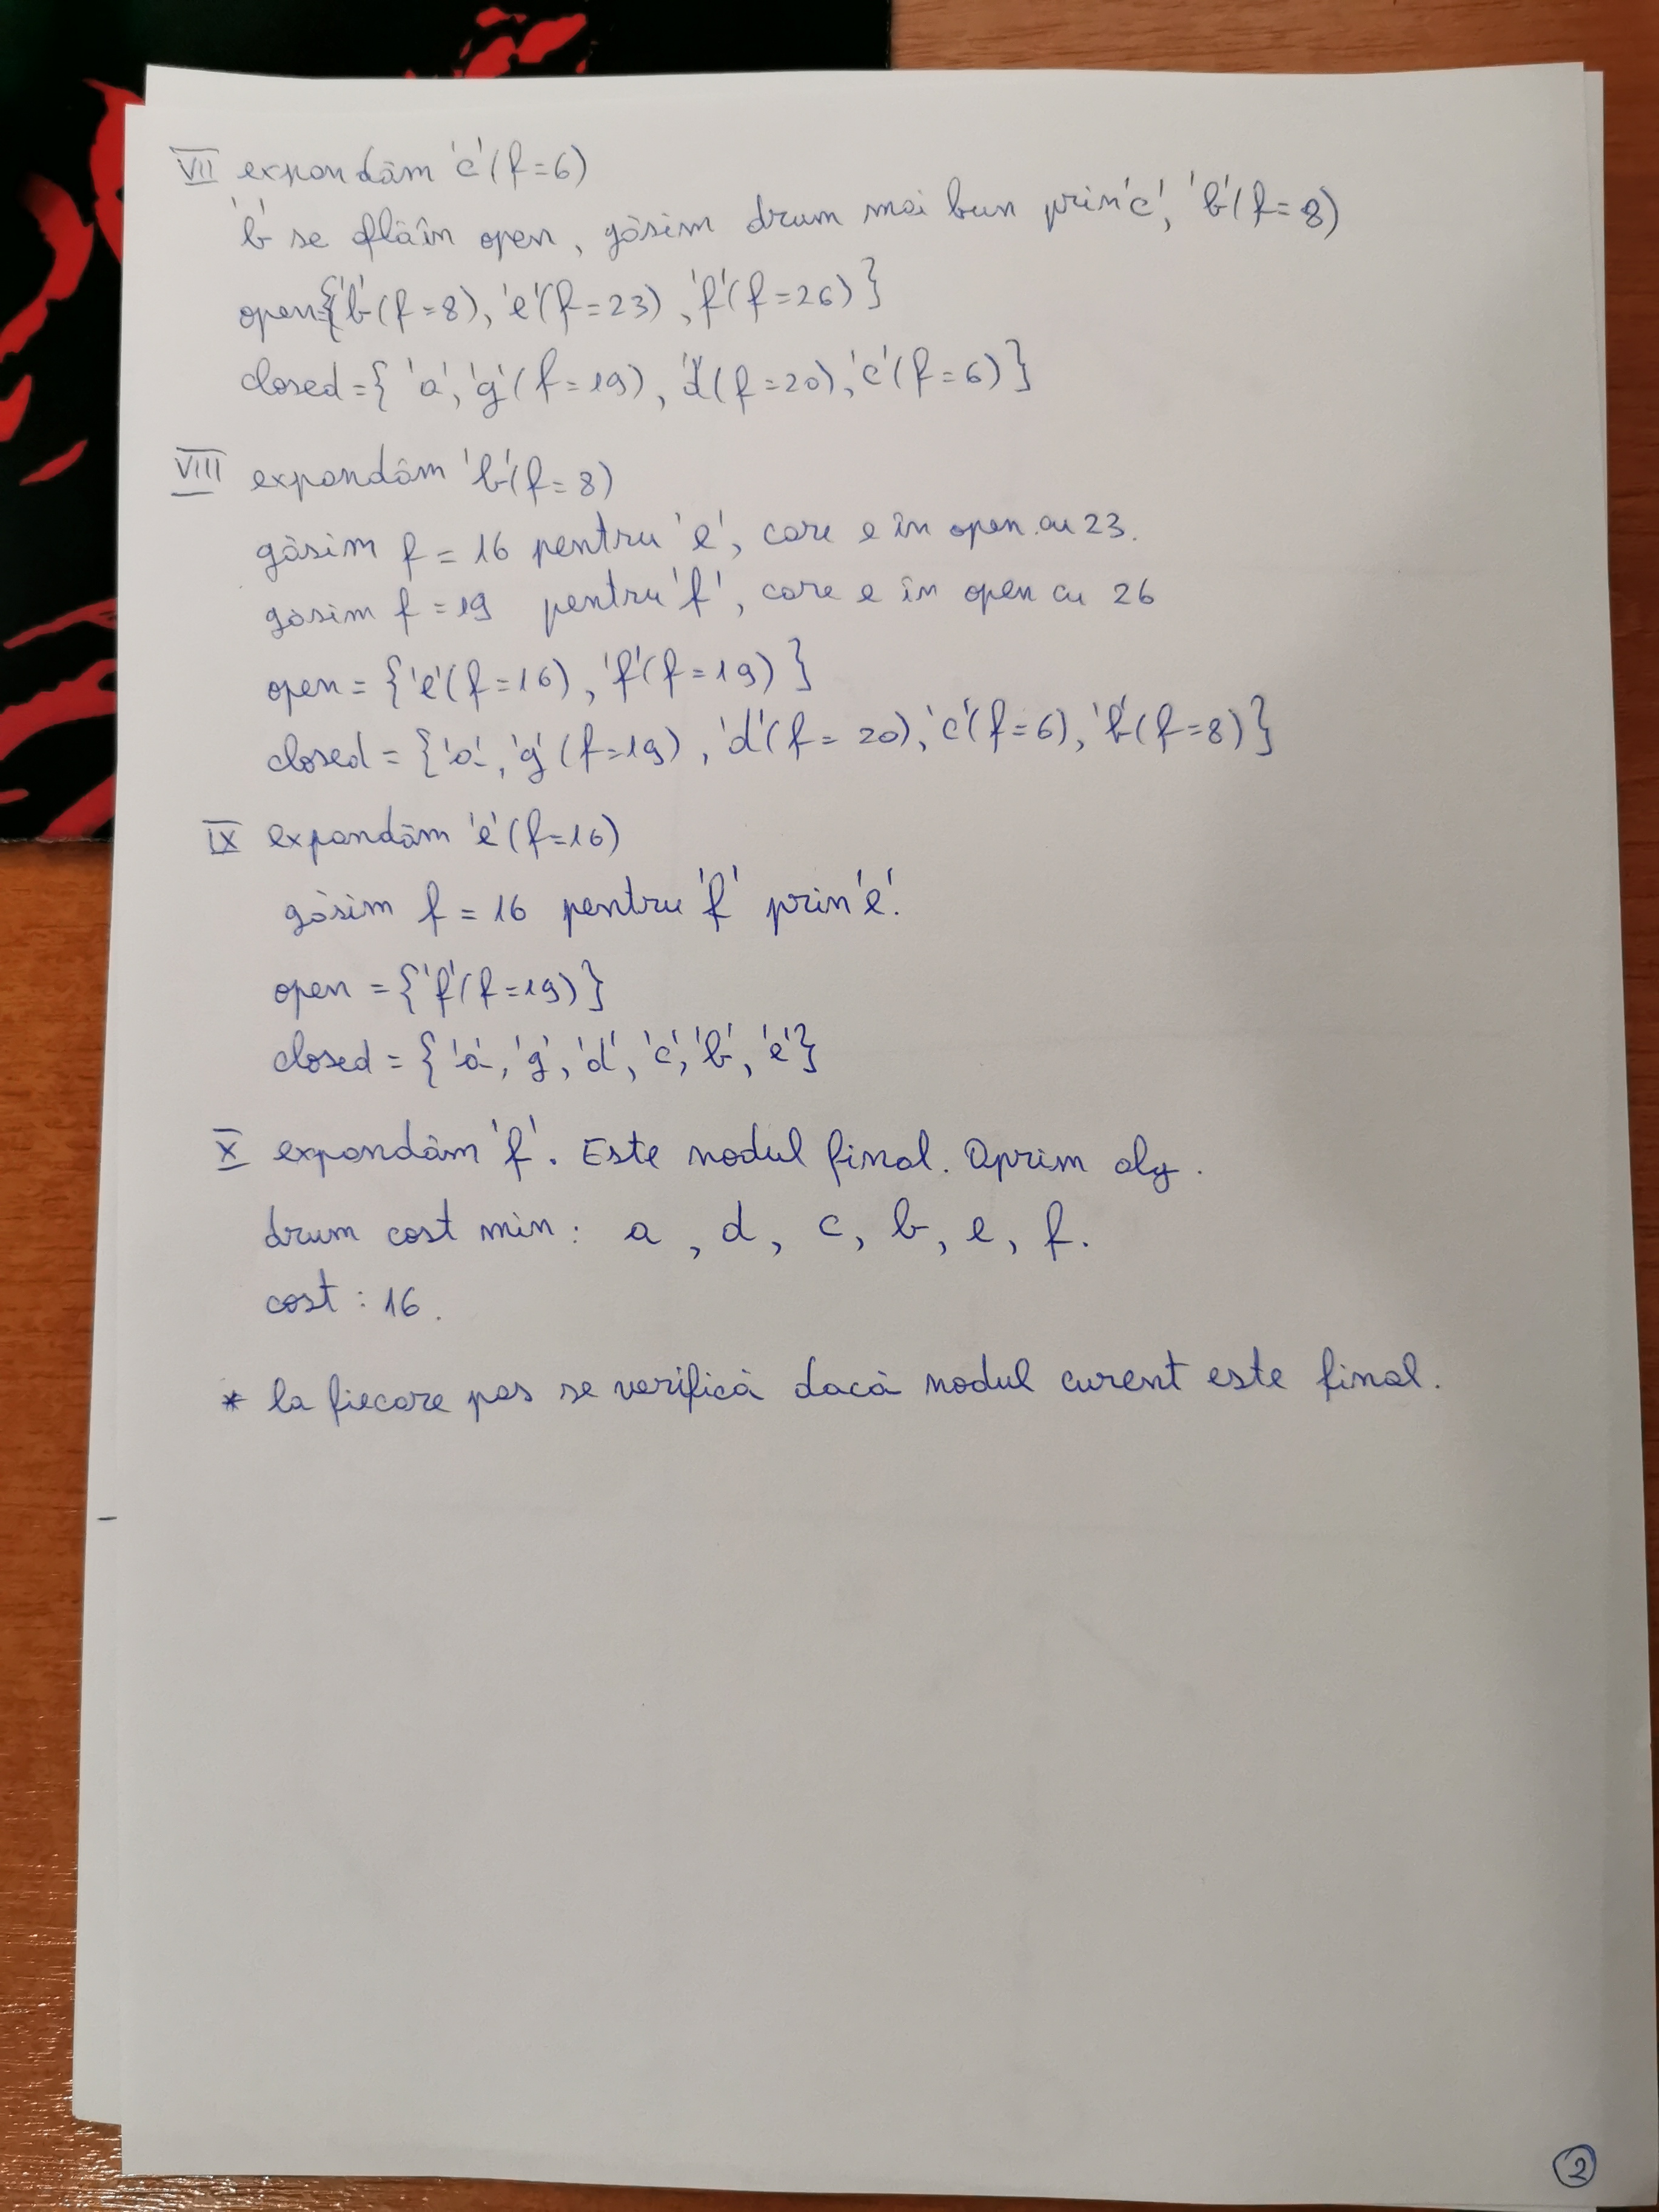 VII expandăm 'c' (f=6)
'b' se află în open, găsim drum mai bun prin 'c', 'b' (f=8)
open={'b' (f=8), 'e' (f=23), 'f' (f=26)}
closed={'a', 'g' (f=19), 'd' (f=20), 'c' (f=6)}
VIII expandăm 'b' (f=8)
găsim f=16 pentru 'e', care e în open cu 23.
găsim f=19 pentru 'f', care e în open cu 26
open={'e' (f=16), 'f' (f=19)}
closed={'a', 'g' (f=19), 'd' (f=20), 'c' (f=6), 'b' (f=8)}
IX expandăm 'e' (f=16)
găsim f=16 pentru 'f' prin 'e'.
open={'f' (f=19)}
closed={'a', 'g', 'd', 'c', 'b', 'e'}
X expandăm 'f'. Este nodul final. Oprim alg.
drum cost min: a, d, c, b, e, f.
cost: 16.
* la fiecare pas se verifică dacă nodul curent este final.
2